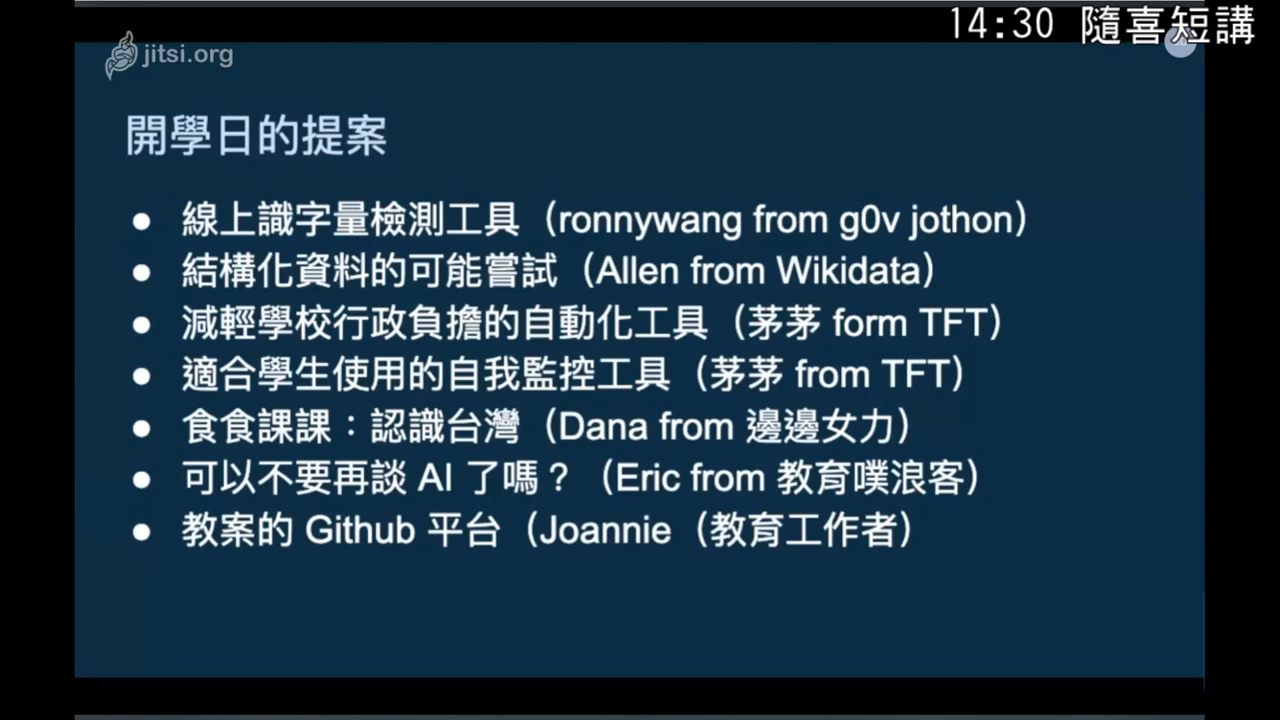 14:30 隨喜短講
jitsi.org
開學日的提案
● 線上識字量檢測工具（ronnywang from g0v jothon）
● 結構化資料的可能嘗試（Allen from Wikidata）
● 減輕學校行政負擔的自動化工具（茅茅 form TFT）
● 適合學生使用的自我監控工具（茅茅 from TFT）
● 食食課課：認識台灣（Dana from 邊邊女力）
● 可以不要再談 AI 了嗎？（Eric from 教育噗浪客）
● 教案的 Github 平台（Joannie（教育工作者）